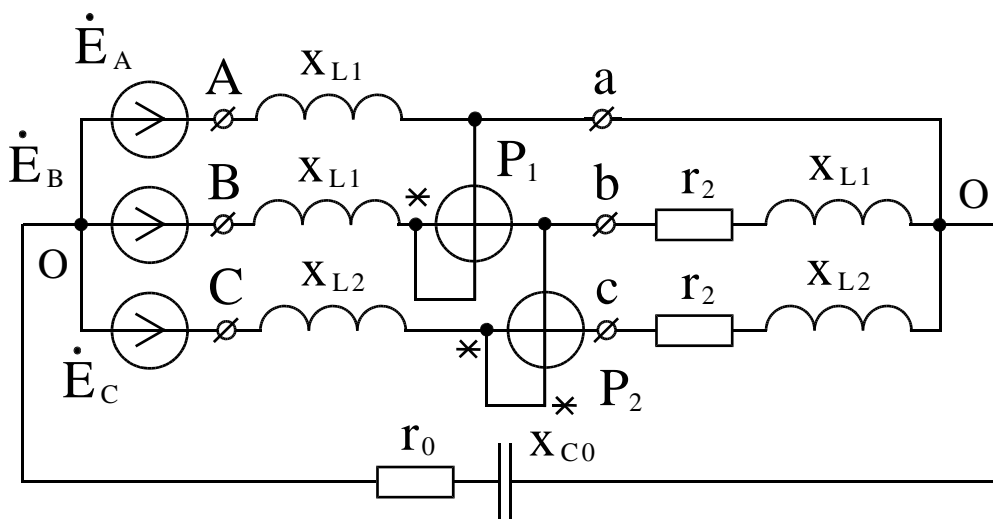 Ė_A
A
x_L1
a
Ė_B
B
x_L1
*
P_1
b
r_2
x_L1
O
O
C
x_L2
c
r_2
x_L2
Ė_C
*
*
P_2
r_0
x_C0